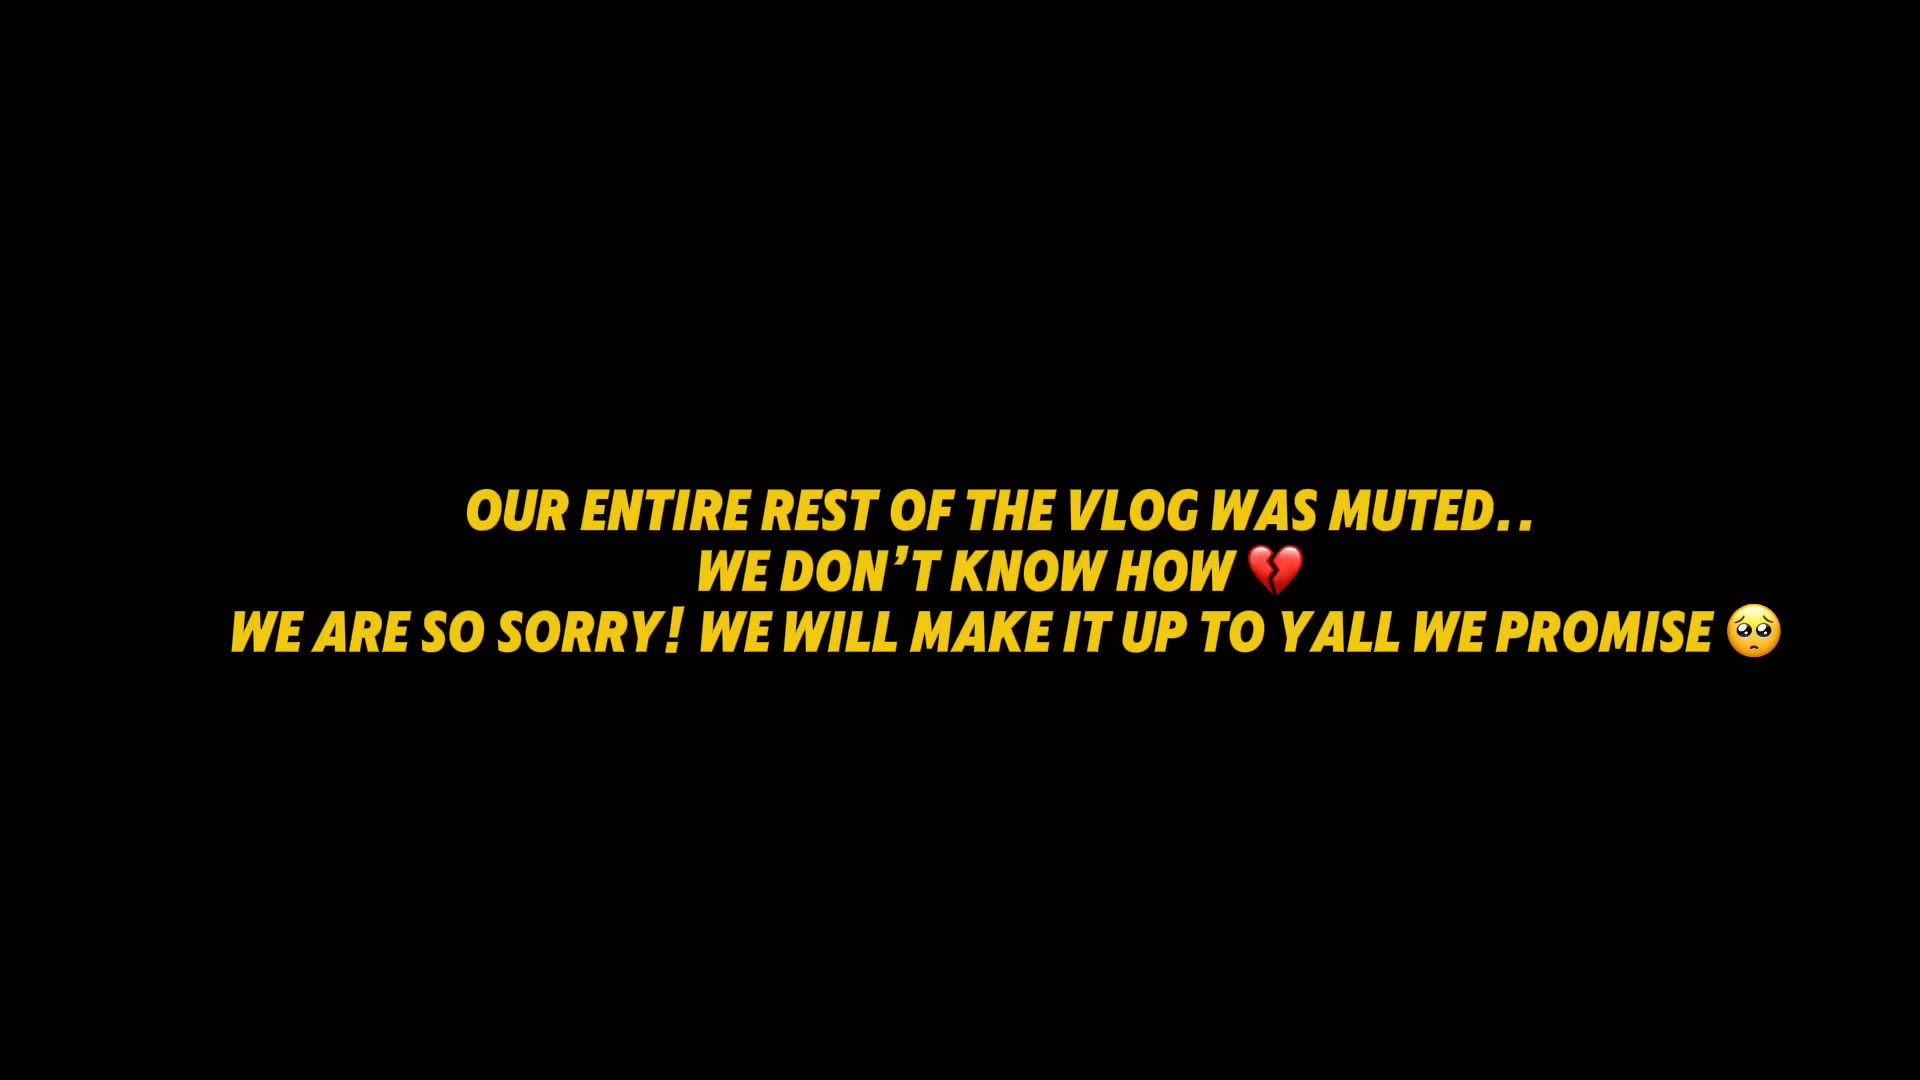 OUR ENTIRE REST OF THE VLOG WAS MUTED..
WE DON’T KNOW HOW 💔
WE ARE SO SORRY! WE WILL MAKE IT UP TO YALL WE PROMISE 🥺